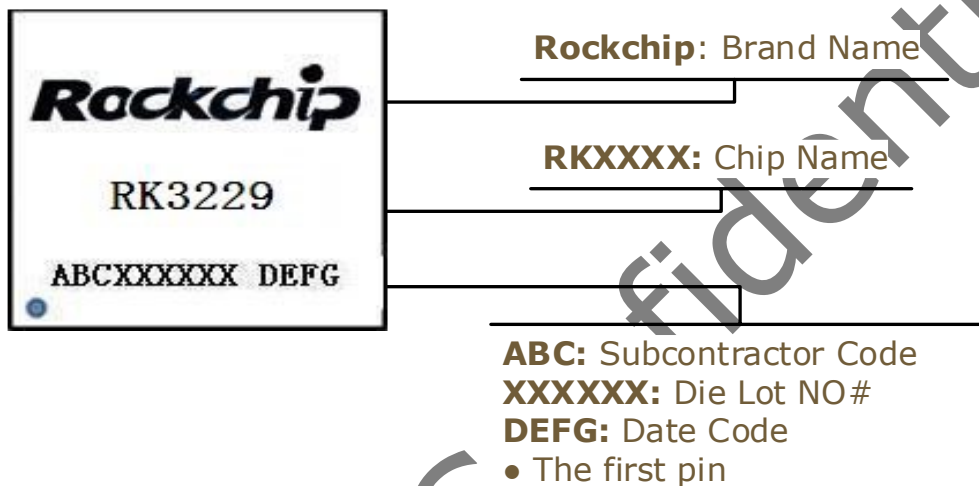 Rockchip
RK3229
ABCXXXXXX DEFG
Rockchip: Brand Name
RKXXXX: Chip Name
ABC: Subcontractor Code
XXXXXX: Die Lot NO#
DEFG: Date Code
● The first pin
fident